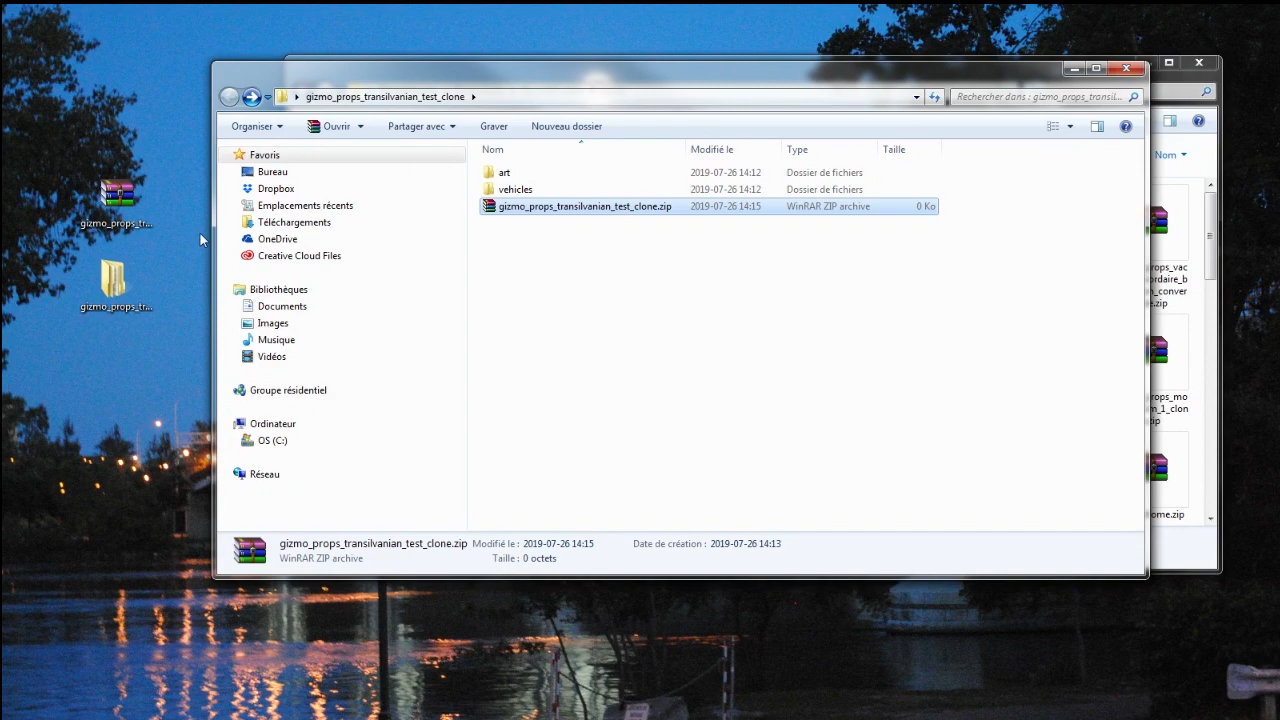 gizmo_props_transilvanian_test_clone
Rechercher dans : gizmo_props_transil...
Organiser
Ouvrir
Partager avec
Graver
Nouveau dossier
Nom
Favoris
Bureau
Dropbox
Emplacements récents
Téléchargements
OneDrive
Creative Cloud Files
Bibliothèques
Documents
Images
Musique
Vidéos
Groupe résidentiel
Ordinateur
OS (C:)
Réseau
Nom Modifié le Type Taille
art 2019-07-26 14:12 Dossier de fichiers
vehicles 2019-07-26 14:12 Dossier de fichiers
gizmo_props_transilvanian_test_clone.zip 2019-07-26 14:15 WinRAR ZIP archive 0 Ko
gizmo_props_tr...
gizmo_props_tr...
rops_vac
ordaire_b
_conver
.zip
rops_mo
m_1_clon
zip
ome.zip
gizmo_props_transilvanian_test_clone.zip Modifié le : 2019-07-26 14:15 Date de création : 2019-07-26 14:13
WinRAR ZIP archive Taille : 0 octets